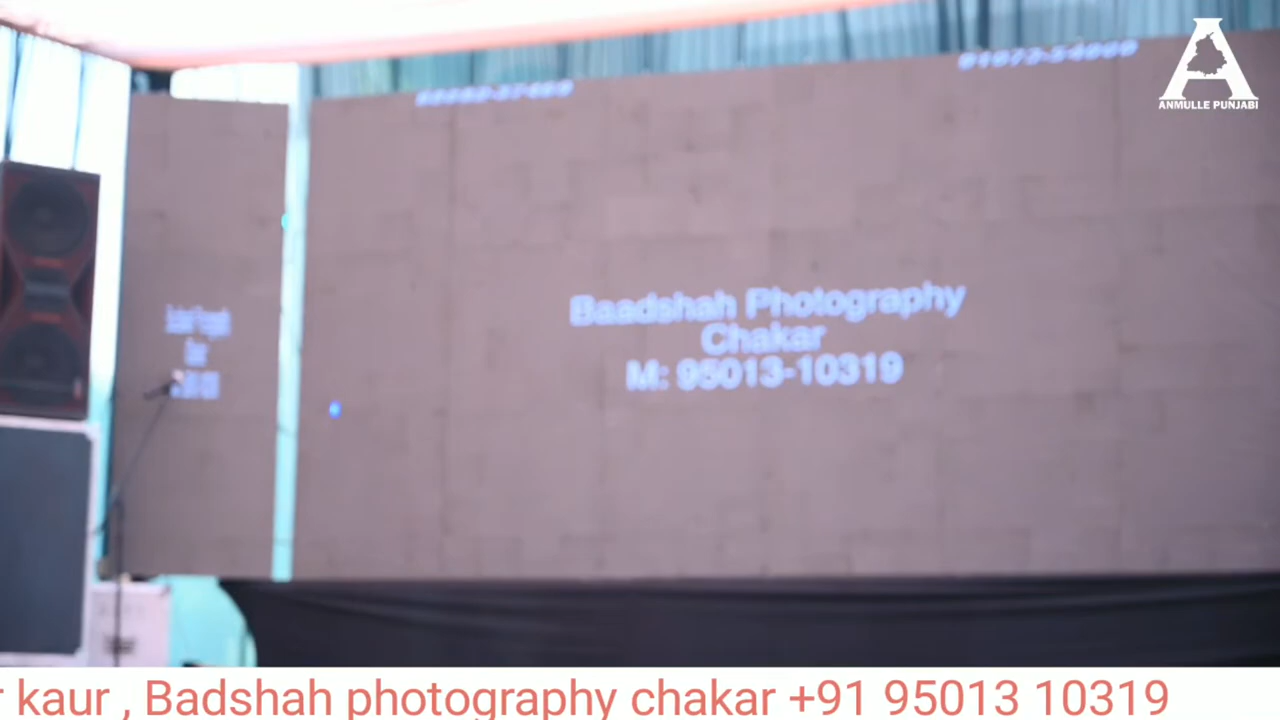 ANMULLE PUNJABI
Baadshah Photography
Chakar
M: 95013-10319
r kaur , Badshah photography chakar +91 95013 10319